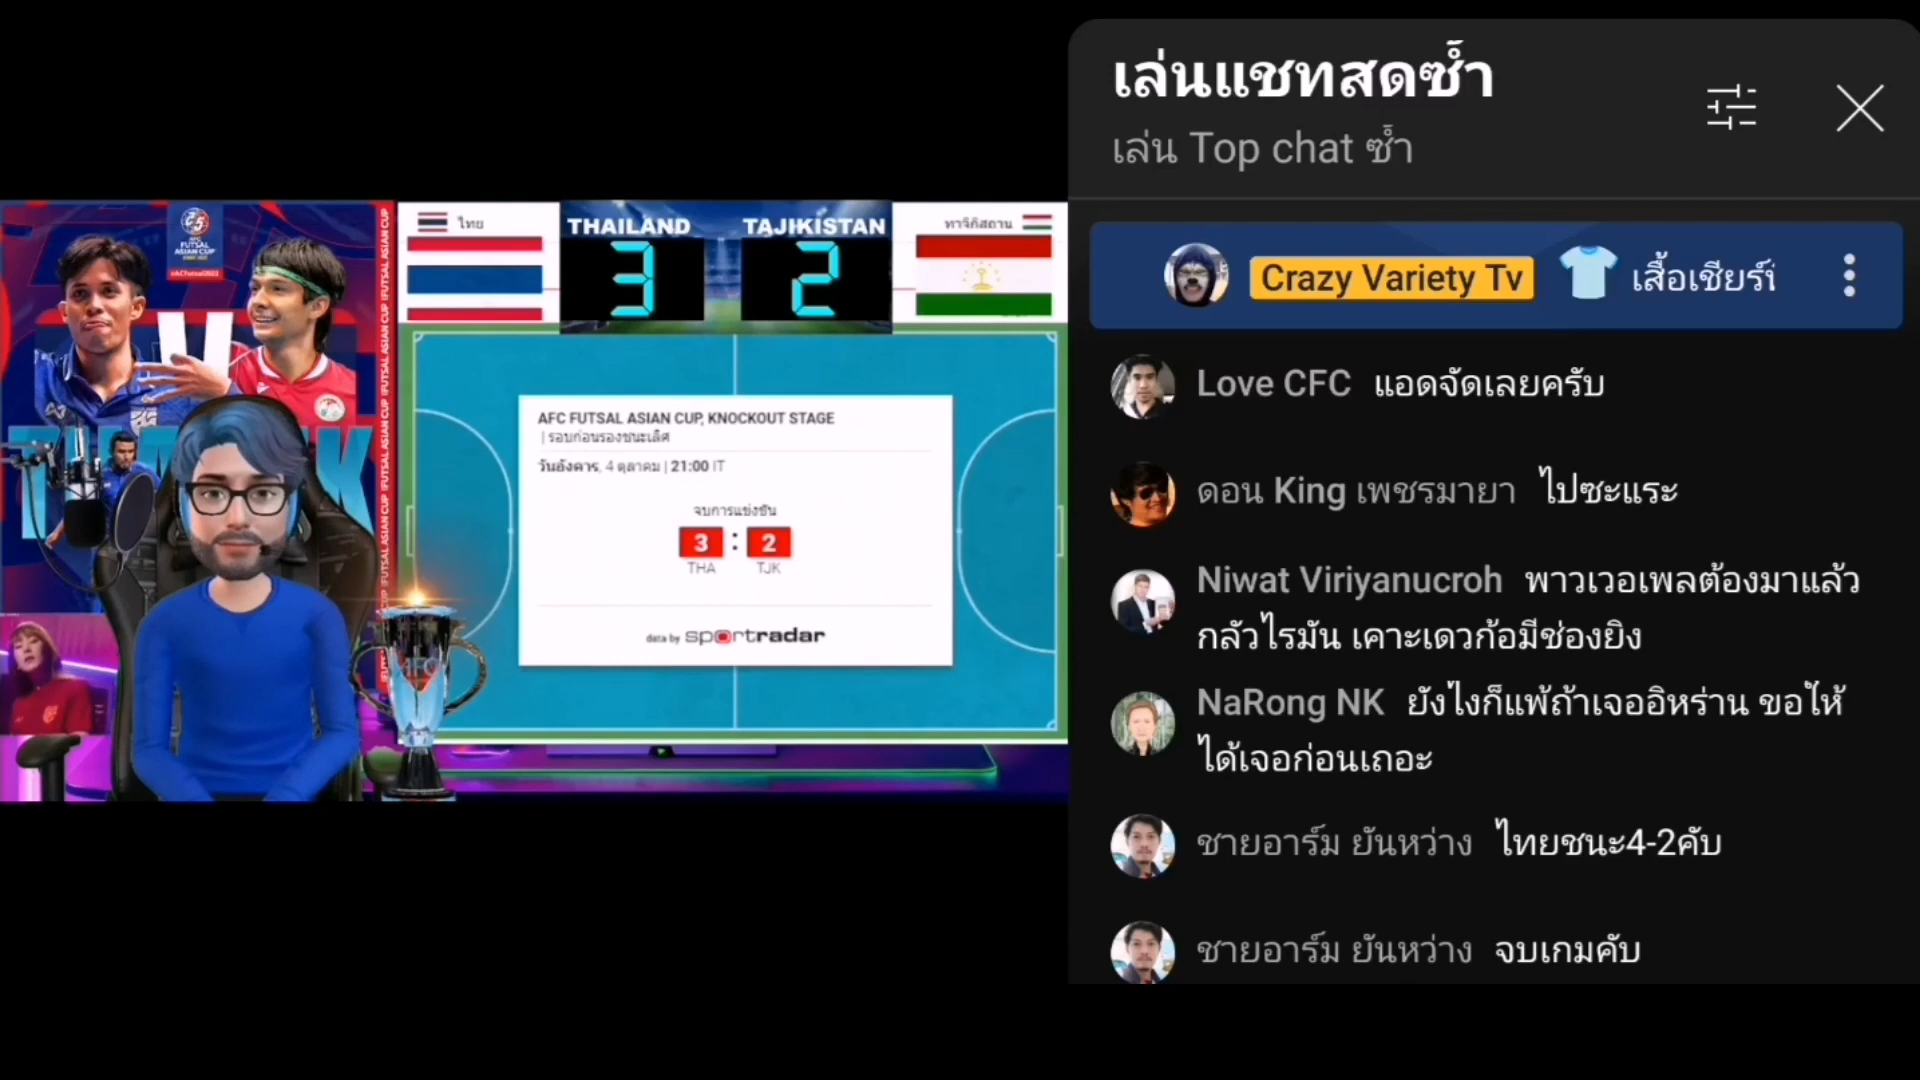 FUTSAL
ASIAN CUP
#ACFutsal2022
FUTSAL ASIAN CUP
ไทย
THAILAND
3
TAJIKISTAN
2
ทาจิกิสถาน
AFC FUTSAL ASIAN CUP, KNOCKOUT STAGE
| รอบก่อนรองชนะเลิศ
วันอังคาร, 4 ตุลาคม | 21:00 IT
จบการแข่งขัน
3 : 2
THA TJK
data by sportradar
AFC
เล่นแชทสดซ้ำ
เล่น Top chat ซ้ำ
Crazy Variety Tv 👕 เสื้อเชียร์ท
Love CFC แอดจัดเลยครับ
ดอน King เพชรมายา ไปซะแระ
Niwat Viriyanucroh พาวเวอเพลต้องมาแล้ว
กลัวไรมัน เคาะเดวก้อมีช่องยิง
NaRong NK ยังไงก็แพ้ถ้าเจออิหร่าน ขอให้
ได้เจอก่อนเถอะ
ชายอาร์ม ยันหว่าง ไทยชนะ4-2คับ
ชายอาร์ม ยันหว่าง จบเกมคับ